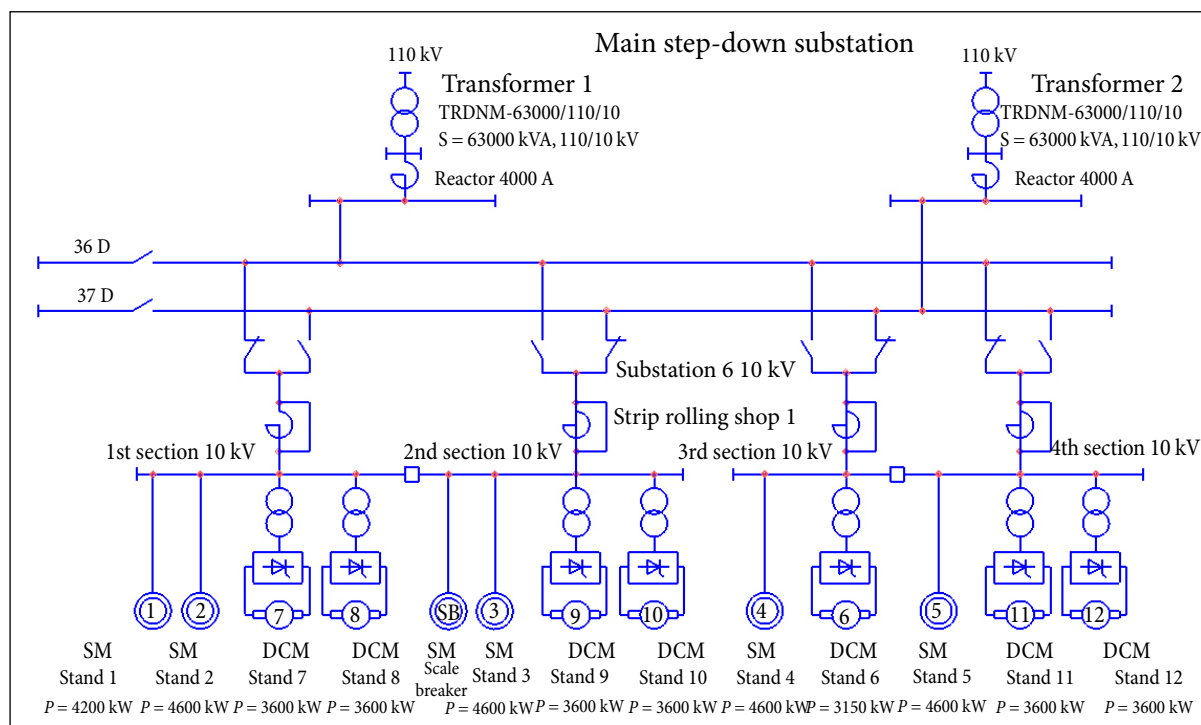 Main step-down substation
110 kV
110 kV
Transformer 1
Transformer 2
TRDNM-63000/110/10
TRDNM-63000/110/10
S = 63000 kVA, 110/10 kV
S = 63000 kVA, 110/10 kV
Reactor 4000 A
Reactor 4000 A
36 D
37 D
Substation 6 10 kV
Strip rolling shop 1
1st section 10 kV
2nd section 10 kV
3rd section 10 kV
4th section 10 kV
1
2
7
8
SB
3
9
10
4
6
5
11
12
SM
SM
DCM
DCM
SM
SM
DCM
DCM
SM
DCM
SM
DCM
DCM
Stand 1
Stand 2
Stand 7
Stand 8
Scale
breaker
Stand 3
Stand 9
Stand 10
Stand 4
Stand 6
Stand 5
Stand 11
Stand 12
P = 4200 kW
P = 4600 kW
P = 3600 kW
P = 3600 kW
P = 4600 kW
P = 3600 kW
P = 3600 kW
P = 4600 kW
P = 3150 kW
P = 4600 kW
P = 3600 kW
P = 3600 kW